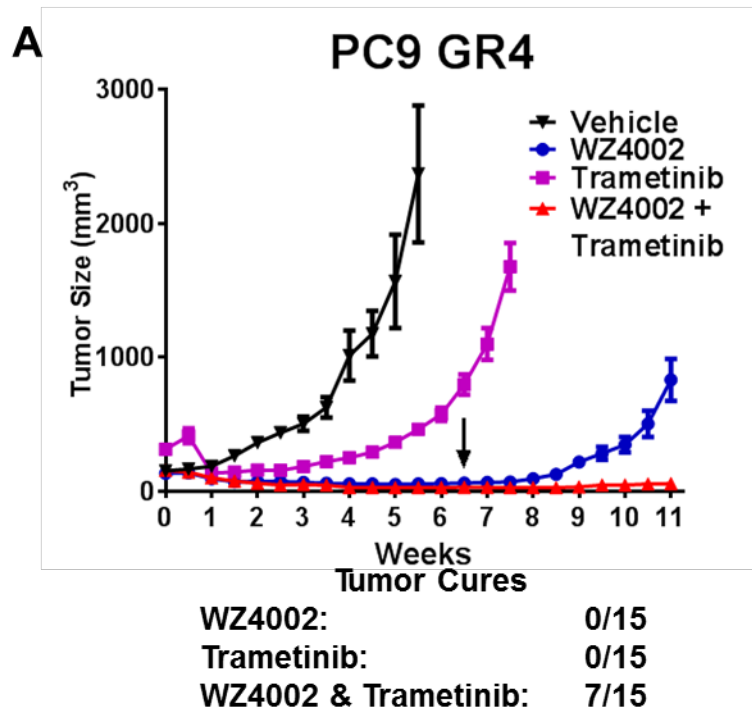 A
PC9 GR4
3000
2000
1000
0
Tumor Size (mm³)
Vehicle
WZ4002
Trametinib
WZ4002 +
Trametinib
0 1 2 3 4 5 6 7 8 9 10 11
Weeks
Tumor Cures
WZ4002: 0/15
Trametinib: 0/15
WZ4002 & Trametinib: 7/15